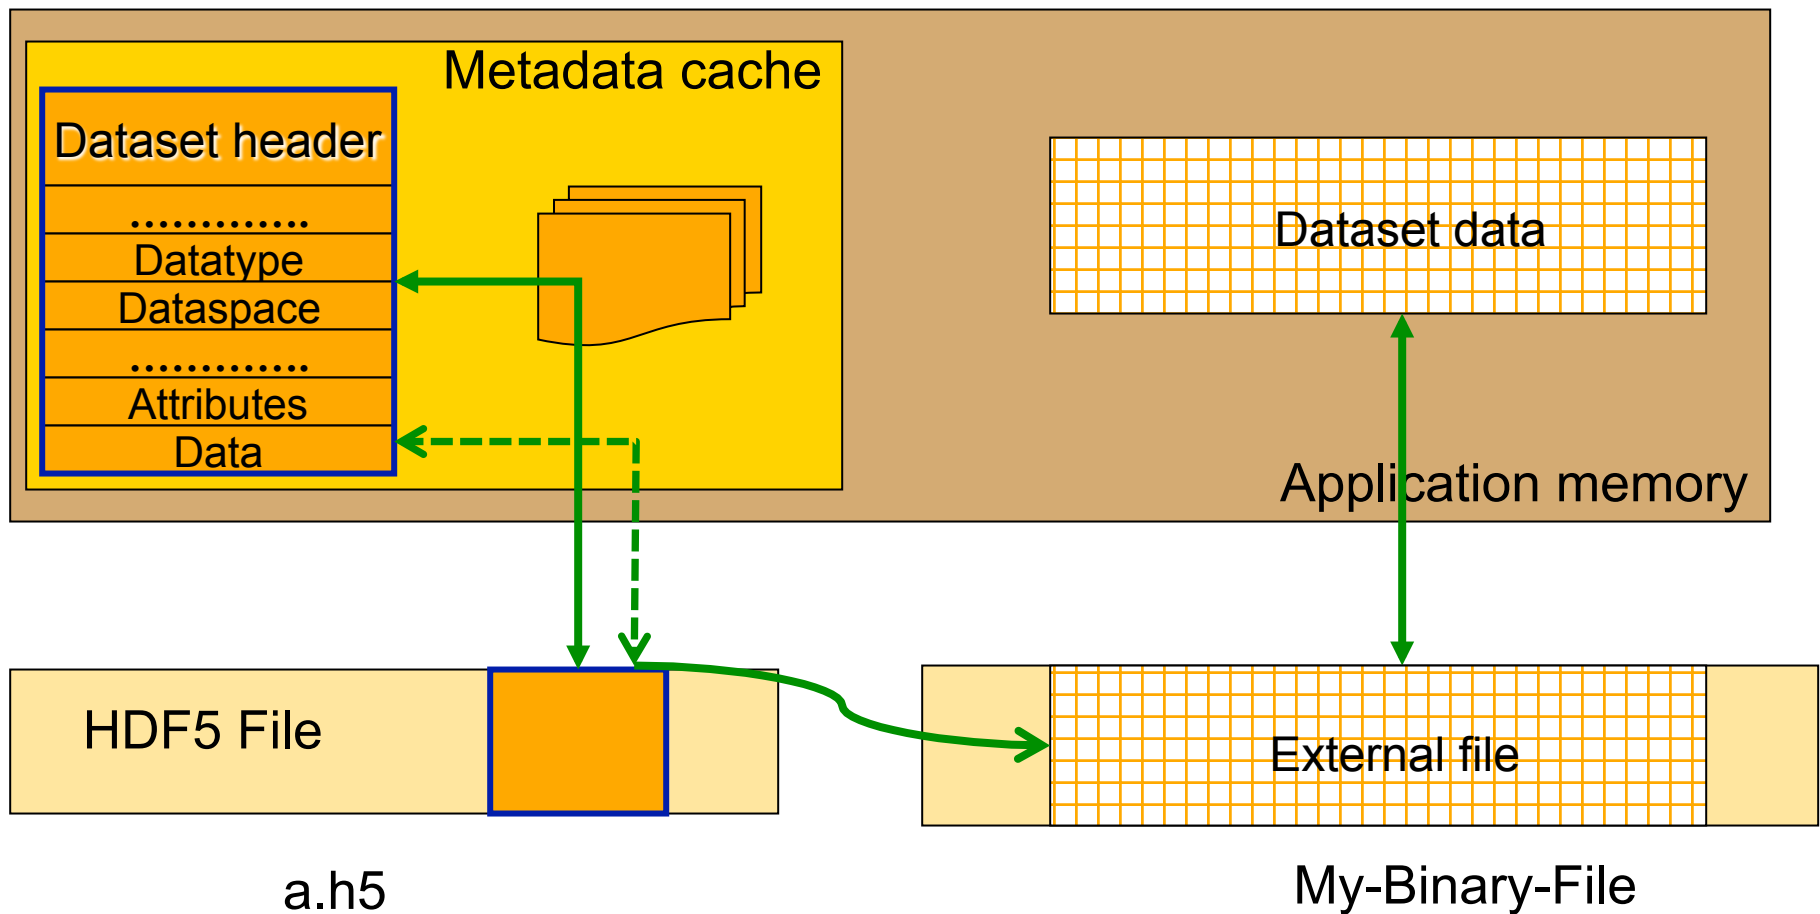 Metadata cache
Dataset header
.............
Datatype
Dataspace
.............
Attributes
Data
Dataset data
Application memory
HDF5 File
External file
a.h5
My-Binary-File